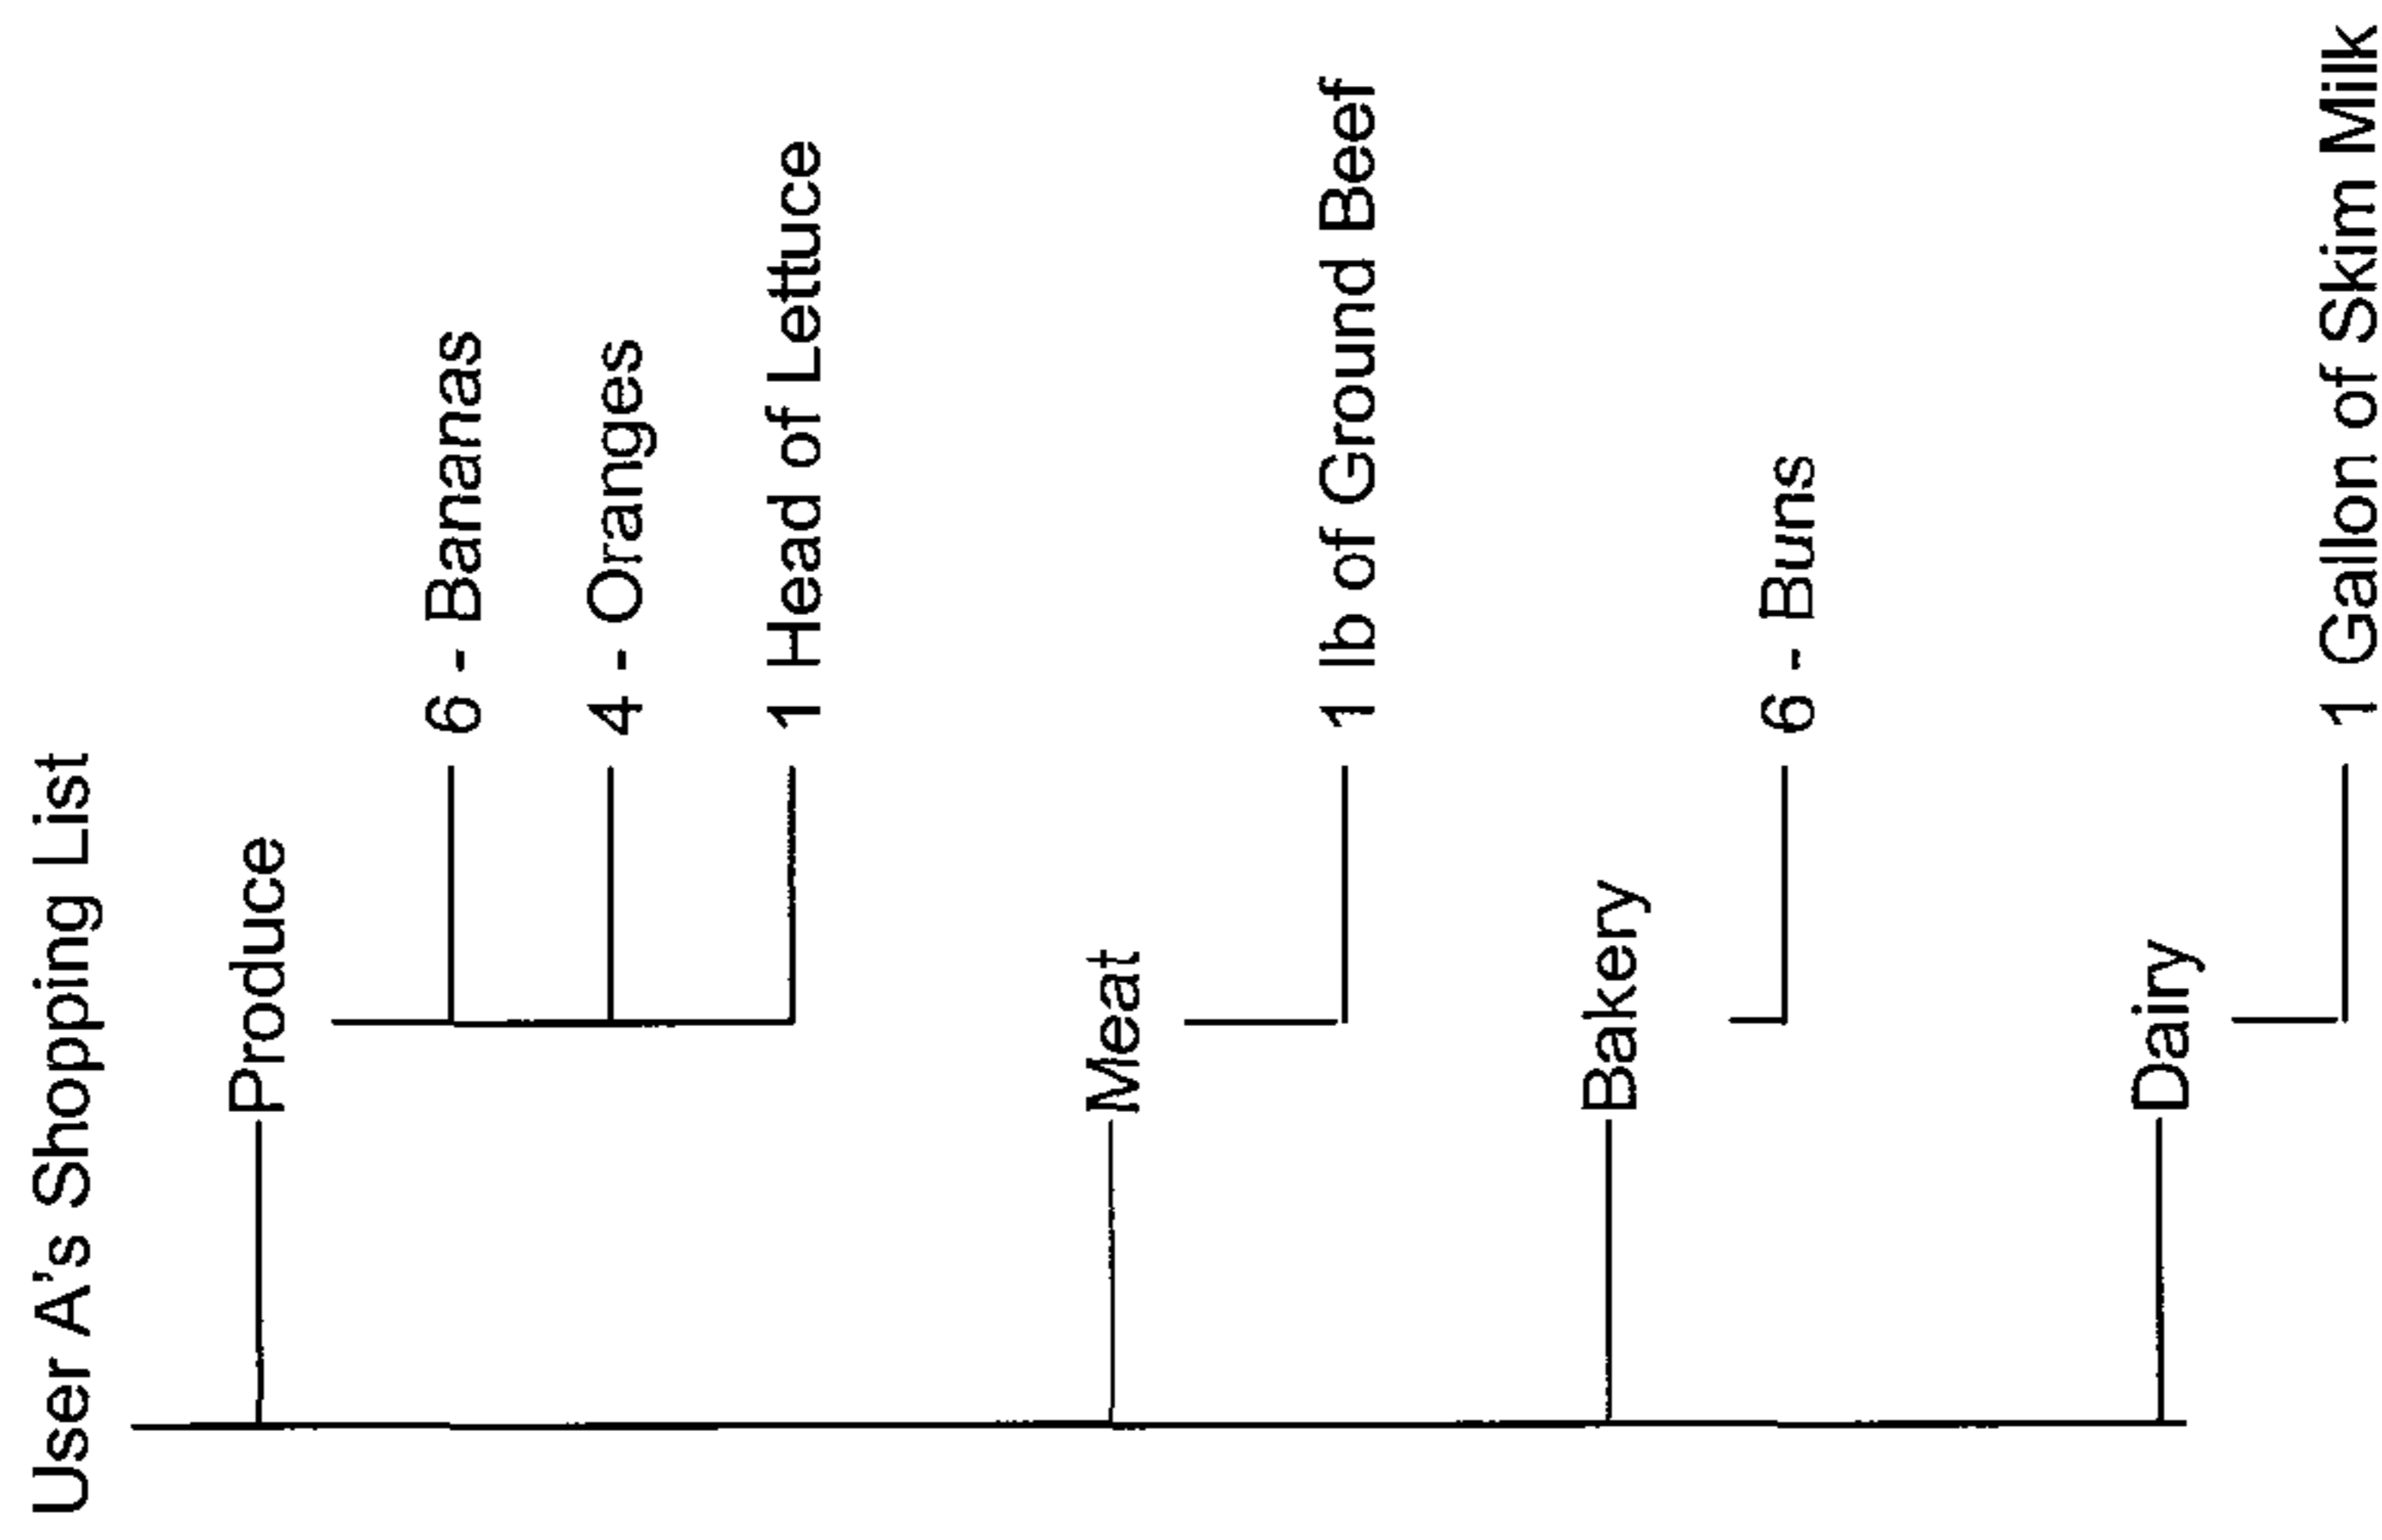 User A's Shopping List
Produce
6 - Bananas
4 - Oranges
1 Head of Lettuce
Meat
1 lb of Ground Beef
Bakery
6 - Buns
Dairy
1 Gallon of Skim Milk